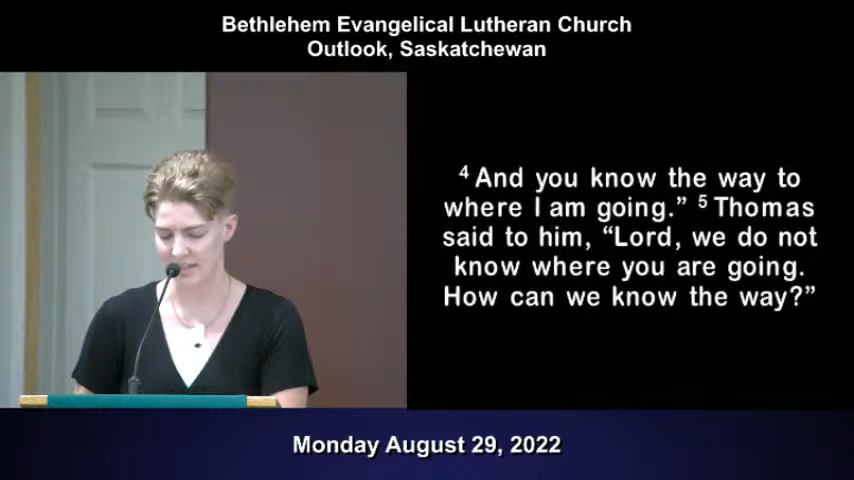 Bethlehem Evangelical Lutheran Church
Outlook, Saskatchewan
⁴ And you know the way to
where I am going.” ⁵ Thomas
said to him, “Lord, we do not
know where you are going.
How can we know the way?”
Monday August 29, 2022